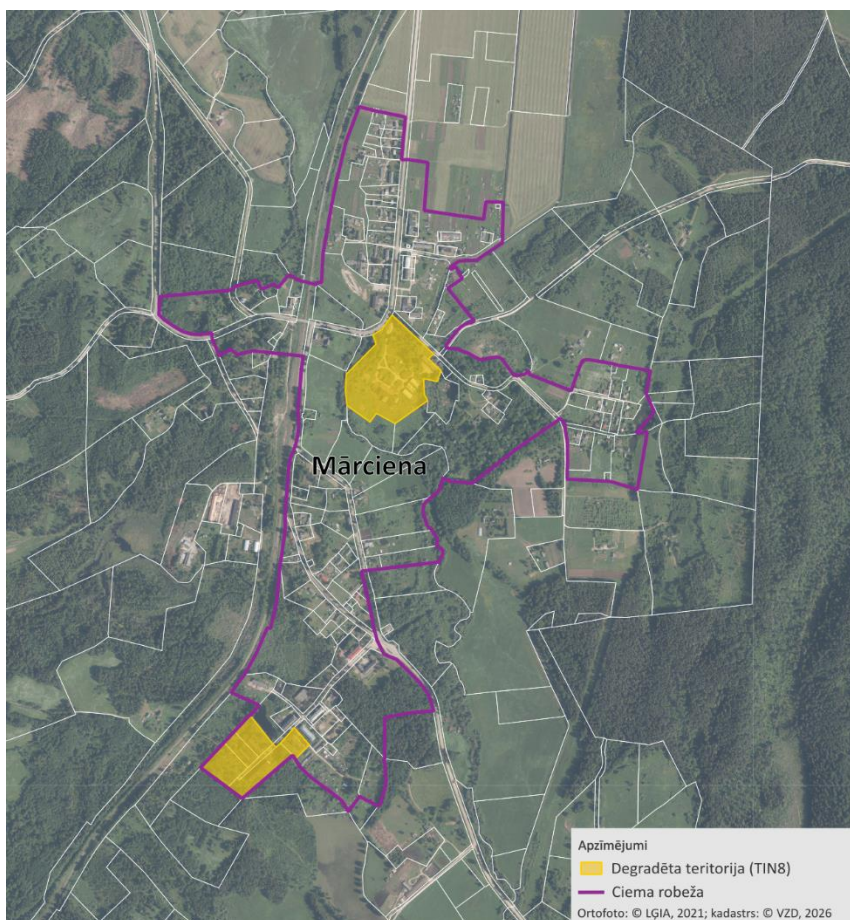 Mārciena
Apzīmējumi
Degradēta teritorija (TIN8)
Ciema robeža
Ortofoto: © LĢIA, 2021; kadastrs: © VZD, 2026